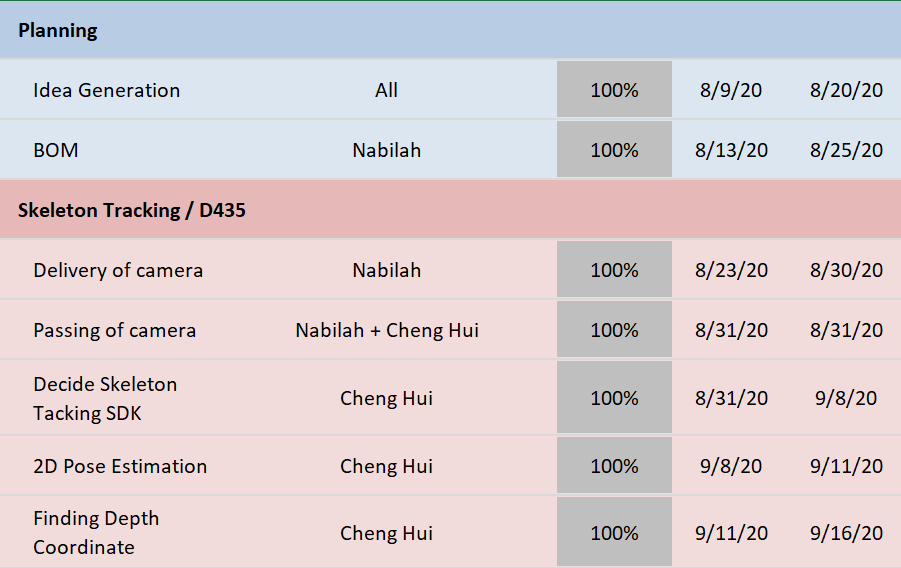 Planning
Idea Generation All 100% 8/9/20 8/20/20
BOM Nabilah 100% 8/13/20 8/25/20
Skeleton Tracking / D435
Delivery of camera Nabilah 100% 8/23/20 8/30/20
Passing of camera Nabilah + Cheng Hui 100% 8/31/20 8/31/20
Decide Skeleton
Tacking SDK Cheng Hui 100% 8/31/20 9/8/20
2D Pose Estimation Cheng Hui 100% 9/8/20 9/11/20
Finding Depth
Coordinate Cheng Hui 100% 9/11/20 9/16/20